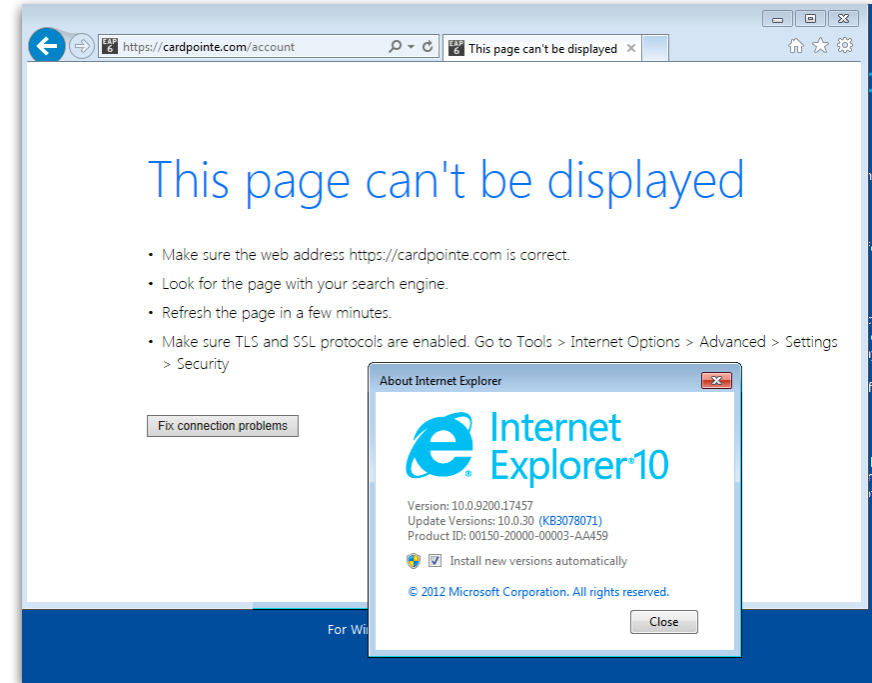 EAP
6
https://cardpointe.com/account
EAP
6
This page can't be displayed
This page can't be displayed
• Make sure the web address https://cardpointe.com is correct.
• Look for the page with your search engine.
• Refresh the page in a few minutes.
• Make sure TLS and SSL protocols are enabled. Go to Tools > Internet Options > Advanced > Settings
> Security
Fix connection problems
About Internet Explorer
Internet
Explorer®10
Version: 10.0.9200.17457
Update Versions: 10.0.30 (KB3078071)
Product ID: 00150-20000-00003-AA459
Install new versions automatically
© 2012 Microsoft Corporation. All rights reserved.
Close
For